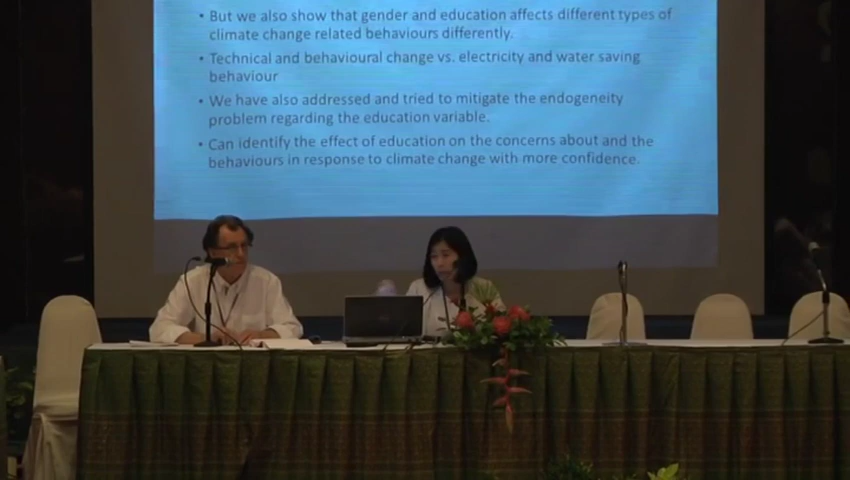 • But we also show that gender and education affects different types of
climate change related behaviours differently.
• Technical and behavioural change vs. electricity and water saving
behaviour
• We have also addressed and tried to mitigate the endogeneity
problem regarding the education variable.
• Can identify the effect of education on the concerns about and the
behaviours in response to climate change with more confidence.